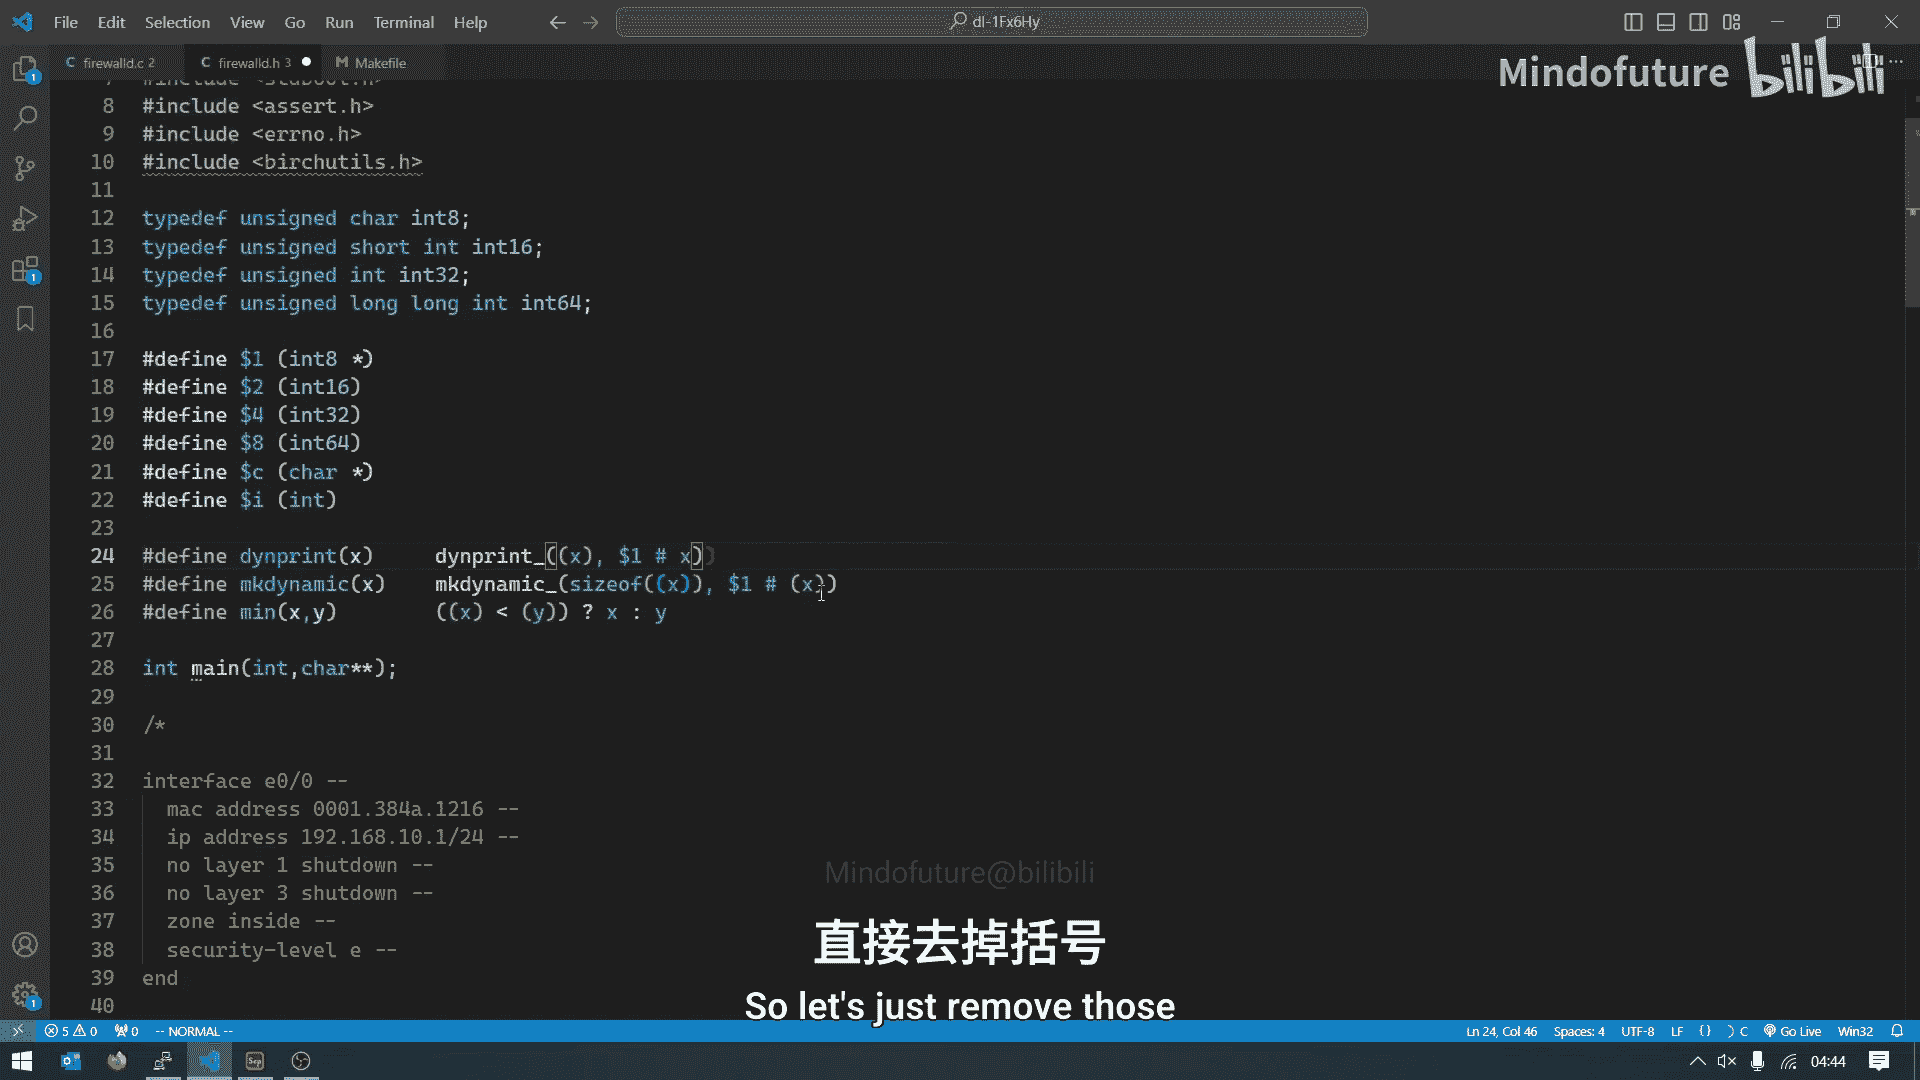 File Edit Selection View Go Run Terminal Help
dl-1Fx6Hy
firewalld.c 2
firewalld.h 3
Makefile
Mindofuture bilibili
7 #include <stdbool.h>
8 #include <assert.h>
9 #include <errno.h>
10 #include <birchutils.h>
11
12 typedef unsigned char int8;
13 typedef unsigned short int int16;
14 typedef unsigned int int32;
15 typedef unsigned long long int int64;
16
17 #define $1 (int8 *)
18 #define $2 (int16)
19 #define $4 (int32)
20 #define $8 (int64)
21 #define $c (char *)
22 #define $i (int)
23
24 #define dynprint(x) dynprint_((x), $1 # x))
25 #define mkdynamic(x) mkdynamic_(sizeof((x)), $1 # (x))
26 #define min(x,y) ((x) < (y)) ? x : y
27
28 int main(int,char**);
29
30 /*
31
32 interface e0/0 --
33 mac address 0001.384a.1216 --
34 ip address 192.168.10.1/24 --
35 no layer 1 shutdown --
36 no layer 3 shutdown --
37 zone inside --
38 security-level e --
39 end
40
Mindofuture@bilibili
直接去掉括号
So let's just remove those
5 0 0 -- NORMAL -- Ln 24, Col 46 Spaces: 4 UTF-8 LF {} C Go Live Win32
04:44